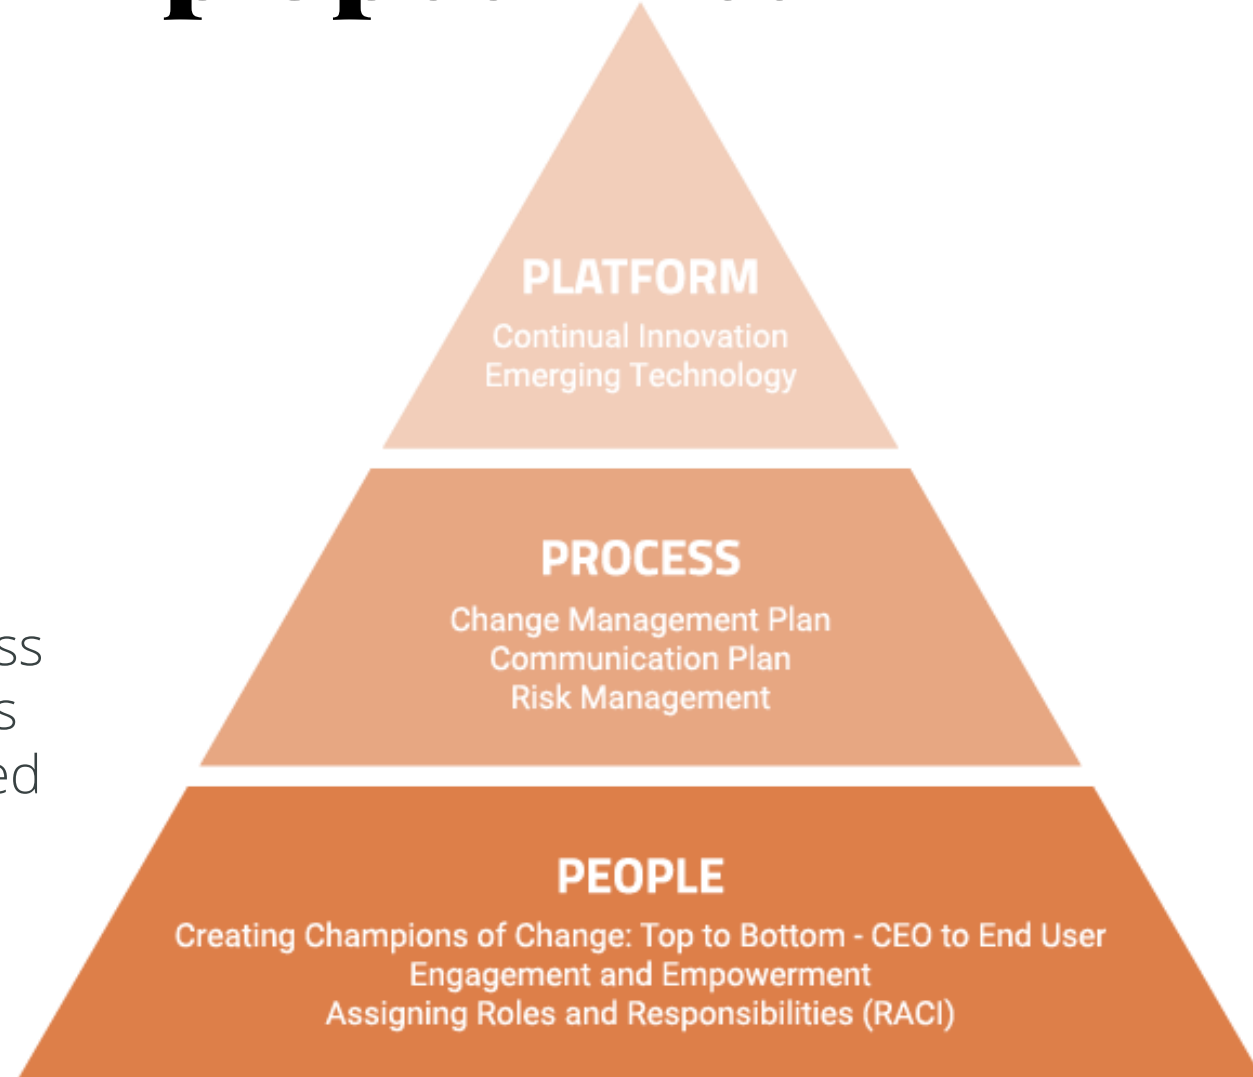 PLATFORM
Continual Innovation
Emerging Technology
PROCESS
Change Management Plan
Communication Plan
Risk Management
PEOPLE
Creating Champions of Change: Top to Bottom - CEO to End User
Engagement and Empowerment
Assigning Roles and Responsibilities (RACI)